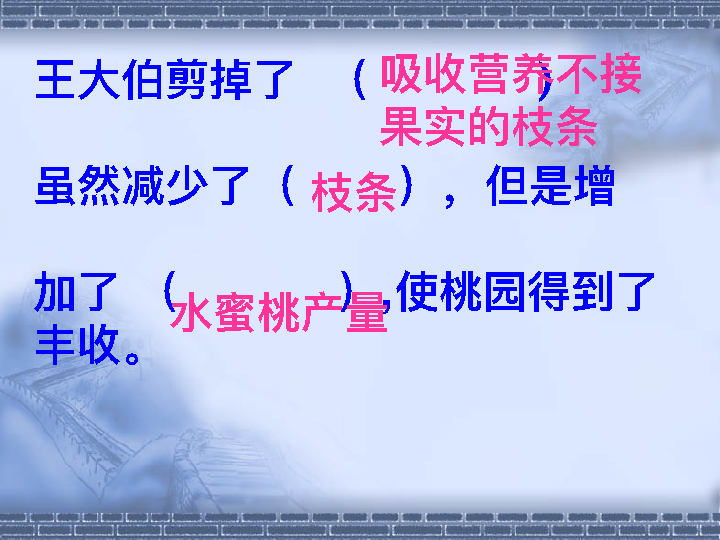 王大伯剪掉了 （吸收营养不接）
果实的枝条
虽然减少了（枝条），但是增
加了 （水蜜桃产量）,使桃园得到了
丰收。